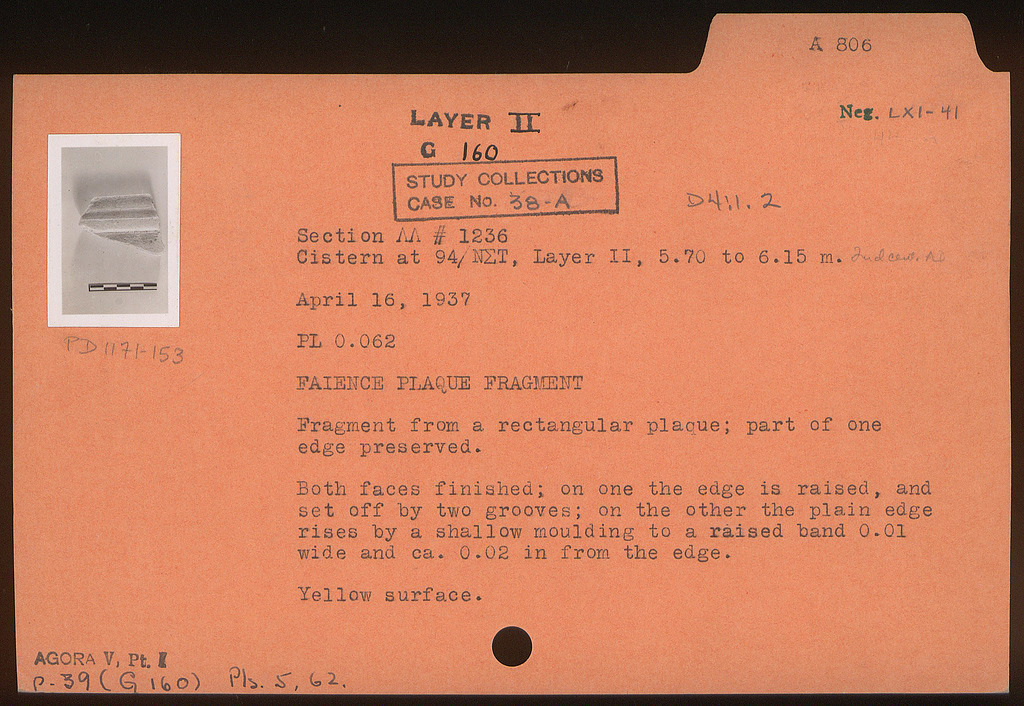 A 806
Neg. LXI-41
LAYER II
G 160
STUDY COLLECTIONS
CASE No. 38-A
D411.2
Section ΛΛ # 1236
Cistern at 94/ΝΣΤ, Layer II, 5.70 to 6.15 m. 2nd cent. AD
April 16, 1937
PD 1171-153
PL 0.062
FAIENCE PLAQUE FRAGMENT
Fragment from a rectangular plaque; part of one
edge preserved.
Both faces finished; on one the edge is raised, and
set off by two grooves; on the other the plain edge
rises by a shallow moulding to a raised band 0.01
wide and ca. 0.02 in from the edge.
Yellow surface.
AGORA V, Pt. I
p. 39 (G 160) Pls. 5, 62.